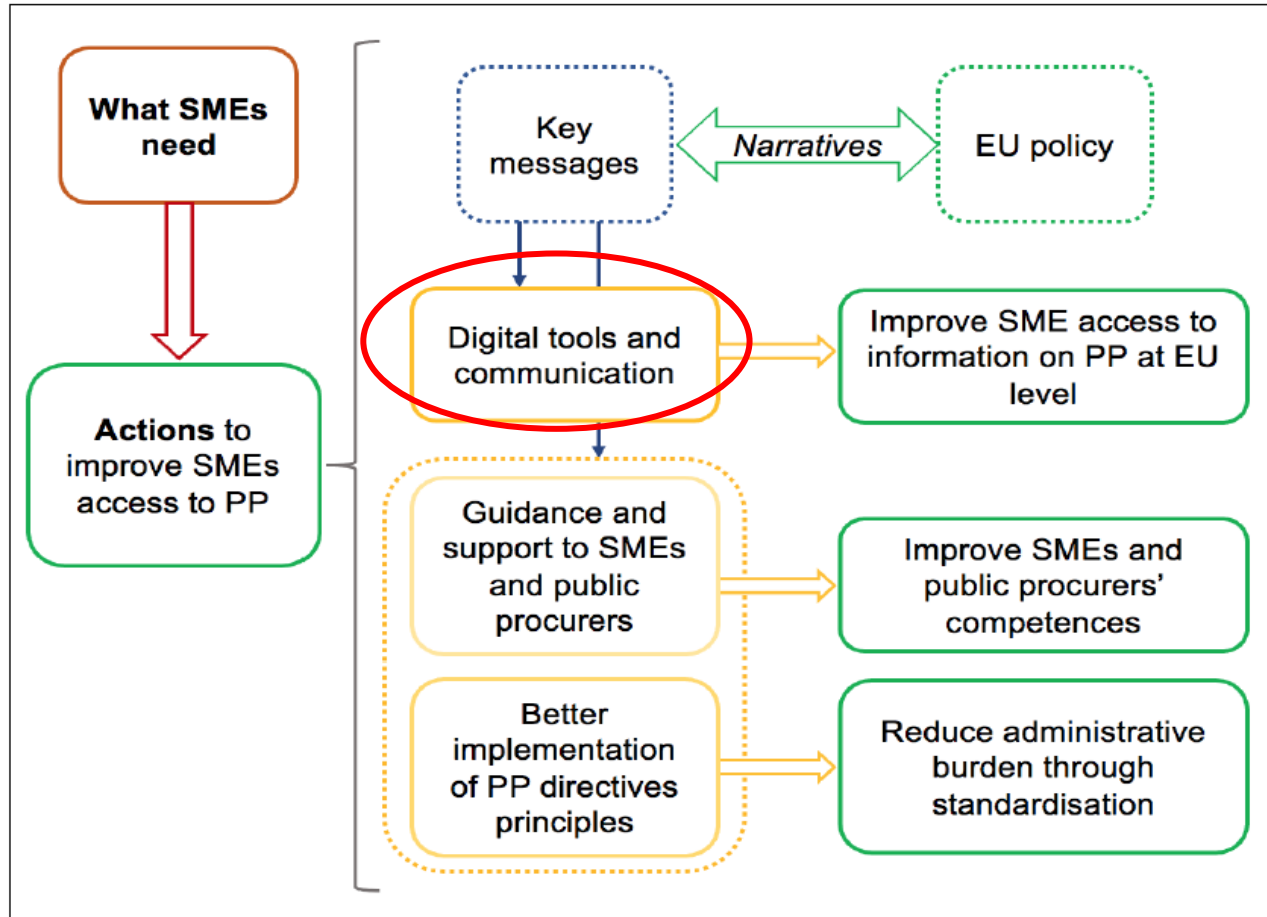 What SMEs
need
Actions to
improve SMEs
access to PP
Key
messages
Narratives
EU policy
Digital tools and
communication
Improve SME access to
information on PP at EU
level
Guidance and
support to SMEs
and public
procurers
Improve SMEs and
public procurers’
competences
Better
implementation
of PP directives
principles
Reduce administrative
burden through
standardisation